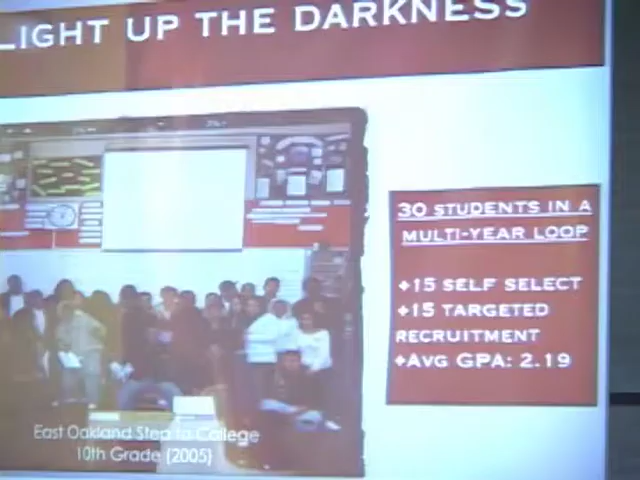 LIGHT UP THE DARKNESS
30 STUDENTS IN A
MULTI-YEAR LOOP
+15 SELF SELECT
+15 TARGETED
RECRUITMENT
+AVG GPA: 2.19
East Oakland Step to College
10th Grade (2005)